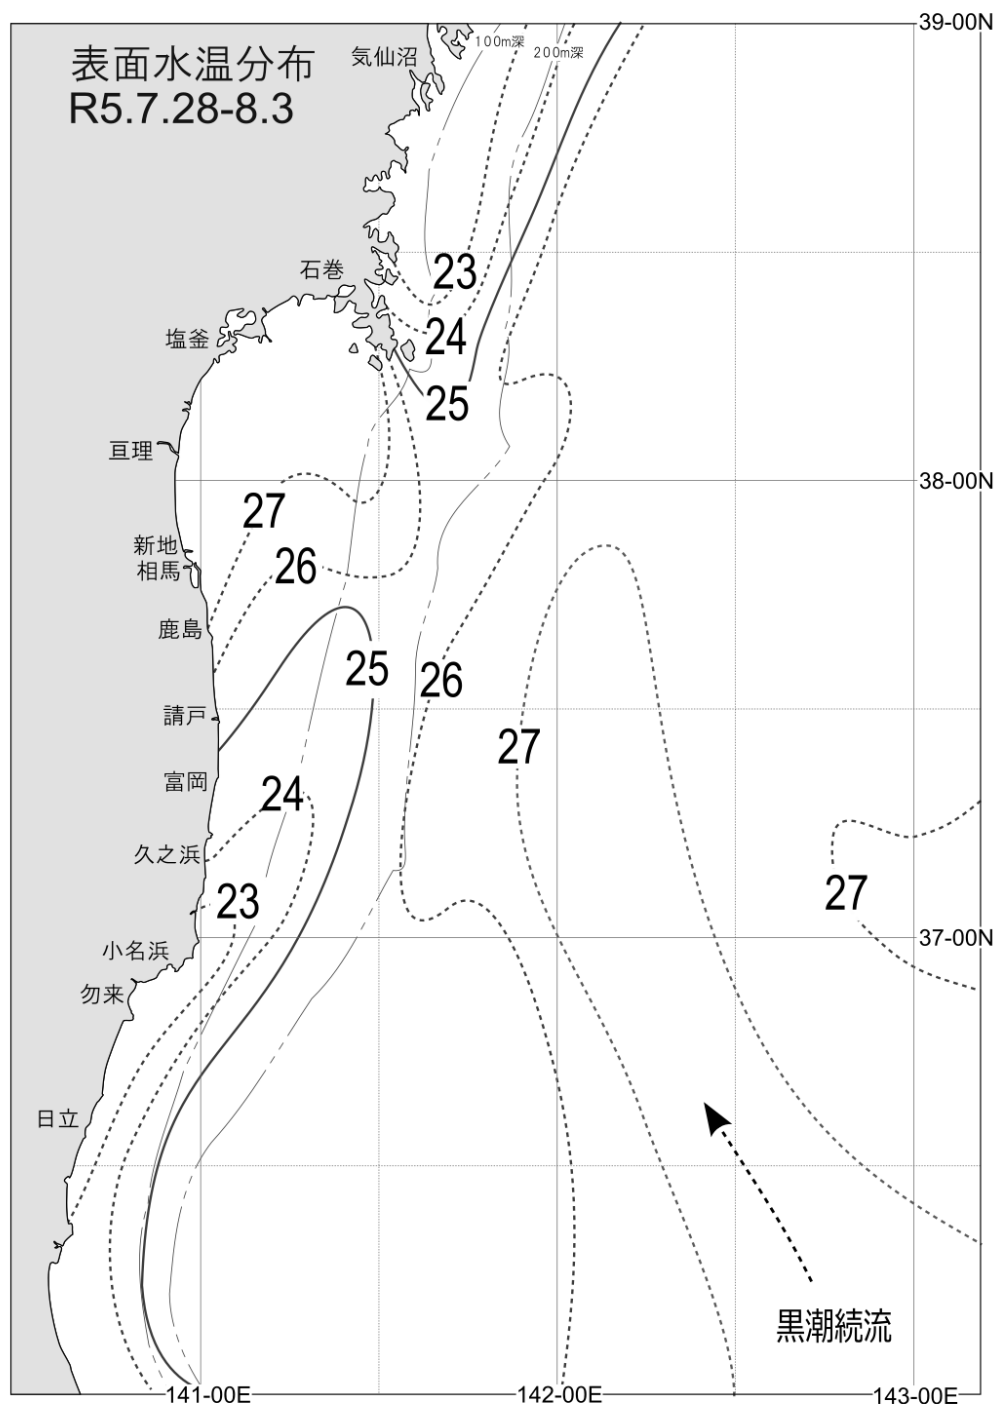 39-00N
100m深
200m深
気仙沼
表面水温分布
R5.7.28-8.3
石巻
23
塩釜
24
25
亘理
38-00N
27
新地
26
相馬
鹿島
25
26
請戸
27
富岡
24
久之浜
27
23
37-00N
小名浜
勿来
日立
黒潮続流
141-00E
142-00E
143-00E